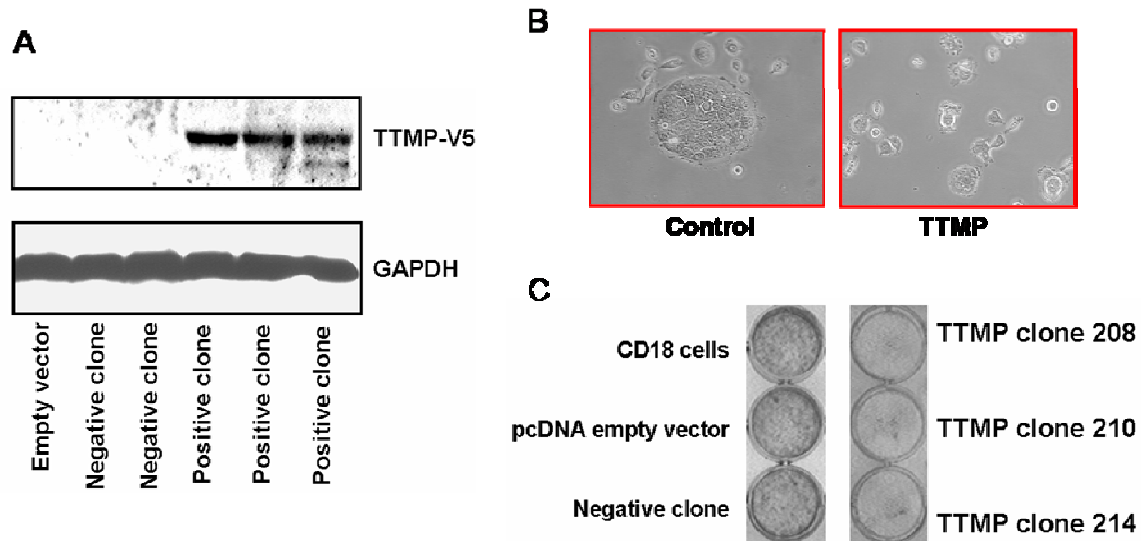 A
TTMP-V5
GAPDH
Empty vector
Negative clone
Negative clone
Positive clone
Positive clone
Positive clone
B
Control
TTMP
C
CD18 cells
pcDNA empty vector
Negative clone
TTMP clone 208
TTMP clone 210
TTMP clone 214